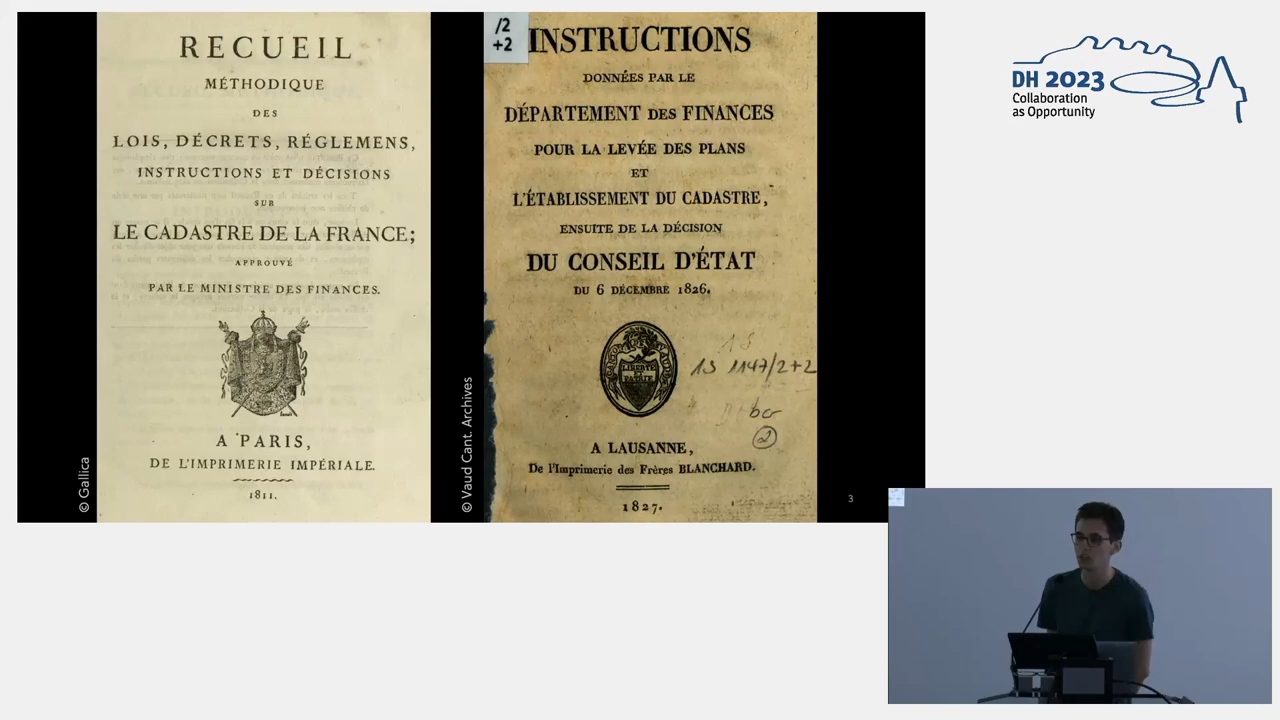 RECUEIL
MÉTHODIQUE
DES
LOIS, DÉCRETS, RÉGLEMENS,
INSTRUCTIONS ET DÉCISIONS
SUR
LE CADASTRE DE LA FRANCE;
APPROUVÉ
PAR LE MINISTRE DES FINANCES.
A PARIS,
DE L'IMPRIMERIE IMPÉRIALE.
1811.
© Gallica
/2
+2
INSTRUCTIONS
DONNÉES PAR LE
DÉPARTEMENT DES FINANCES
POUR LA LEVÉE DES PLANS
ET
L'ÉTABLISSEMENT DU CADASTRE,
ENSUITE DE LA DÉCISION
DU CONSEIL D'ÉTAT
DU 6 DÉCEMBRE 1826.
LIBERTÉ
ET
PATRIE
1S 1147/2+2
2
A LAUSANNE,
De l'Imprimerie des Frères BLANCHARD.
1827.
© Vaud Cant. Archives
3
DH 2023
Collaboration
as Opportunity